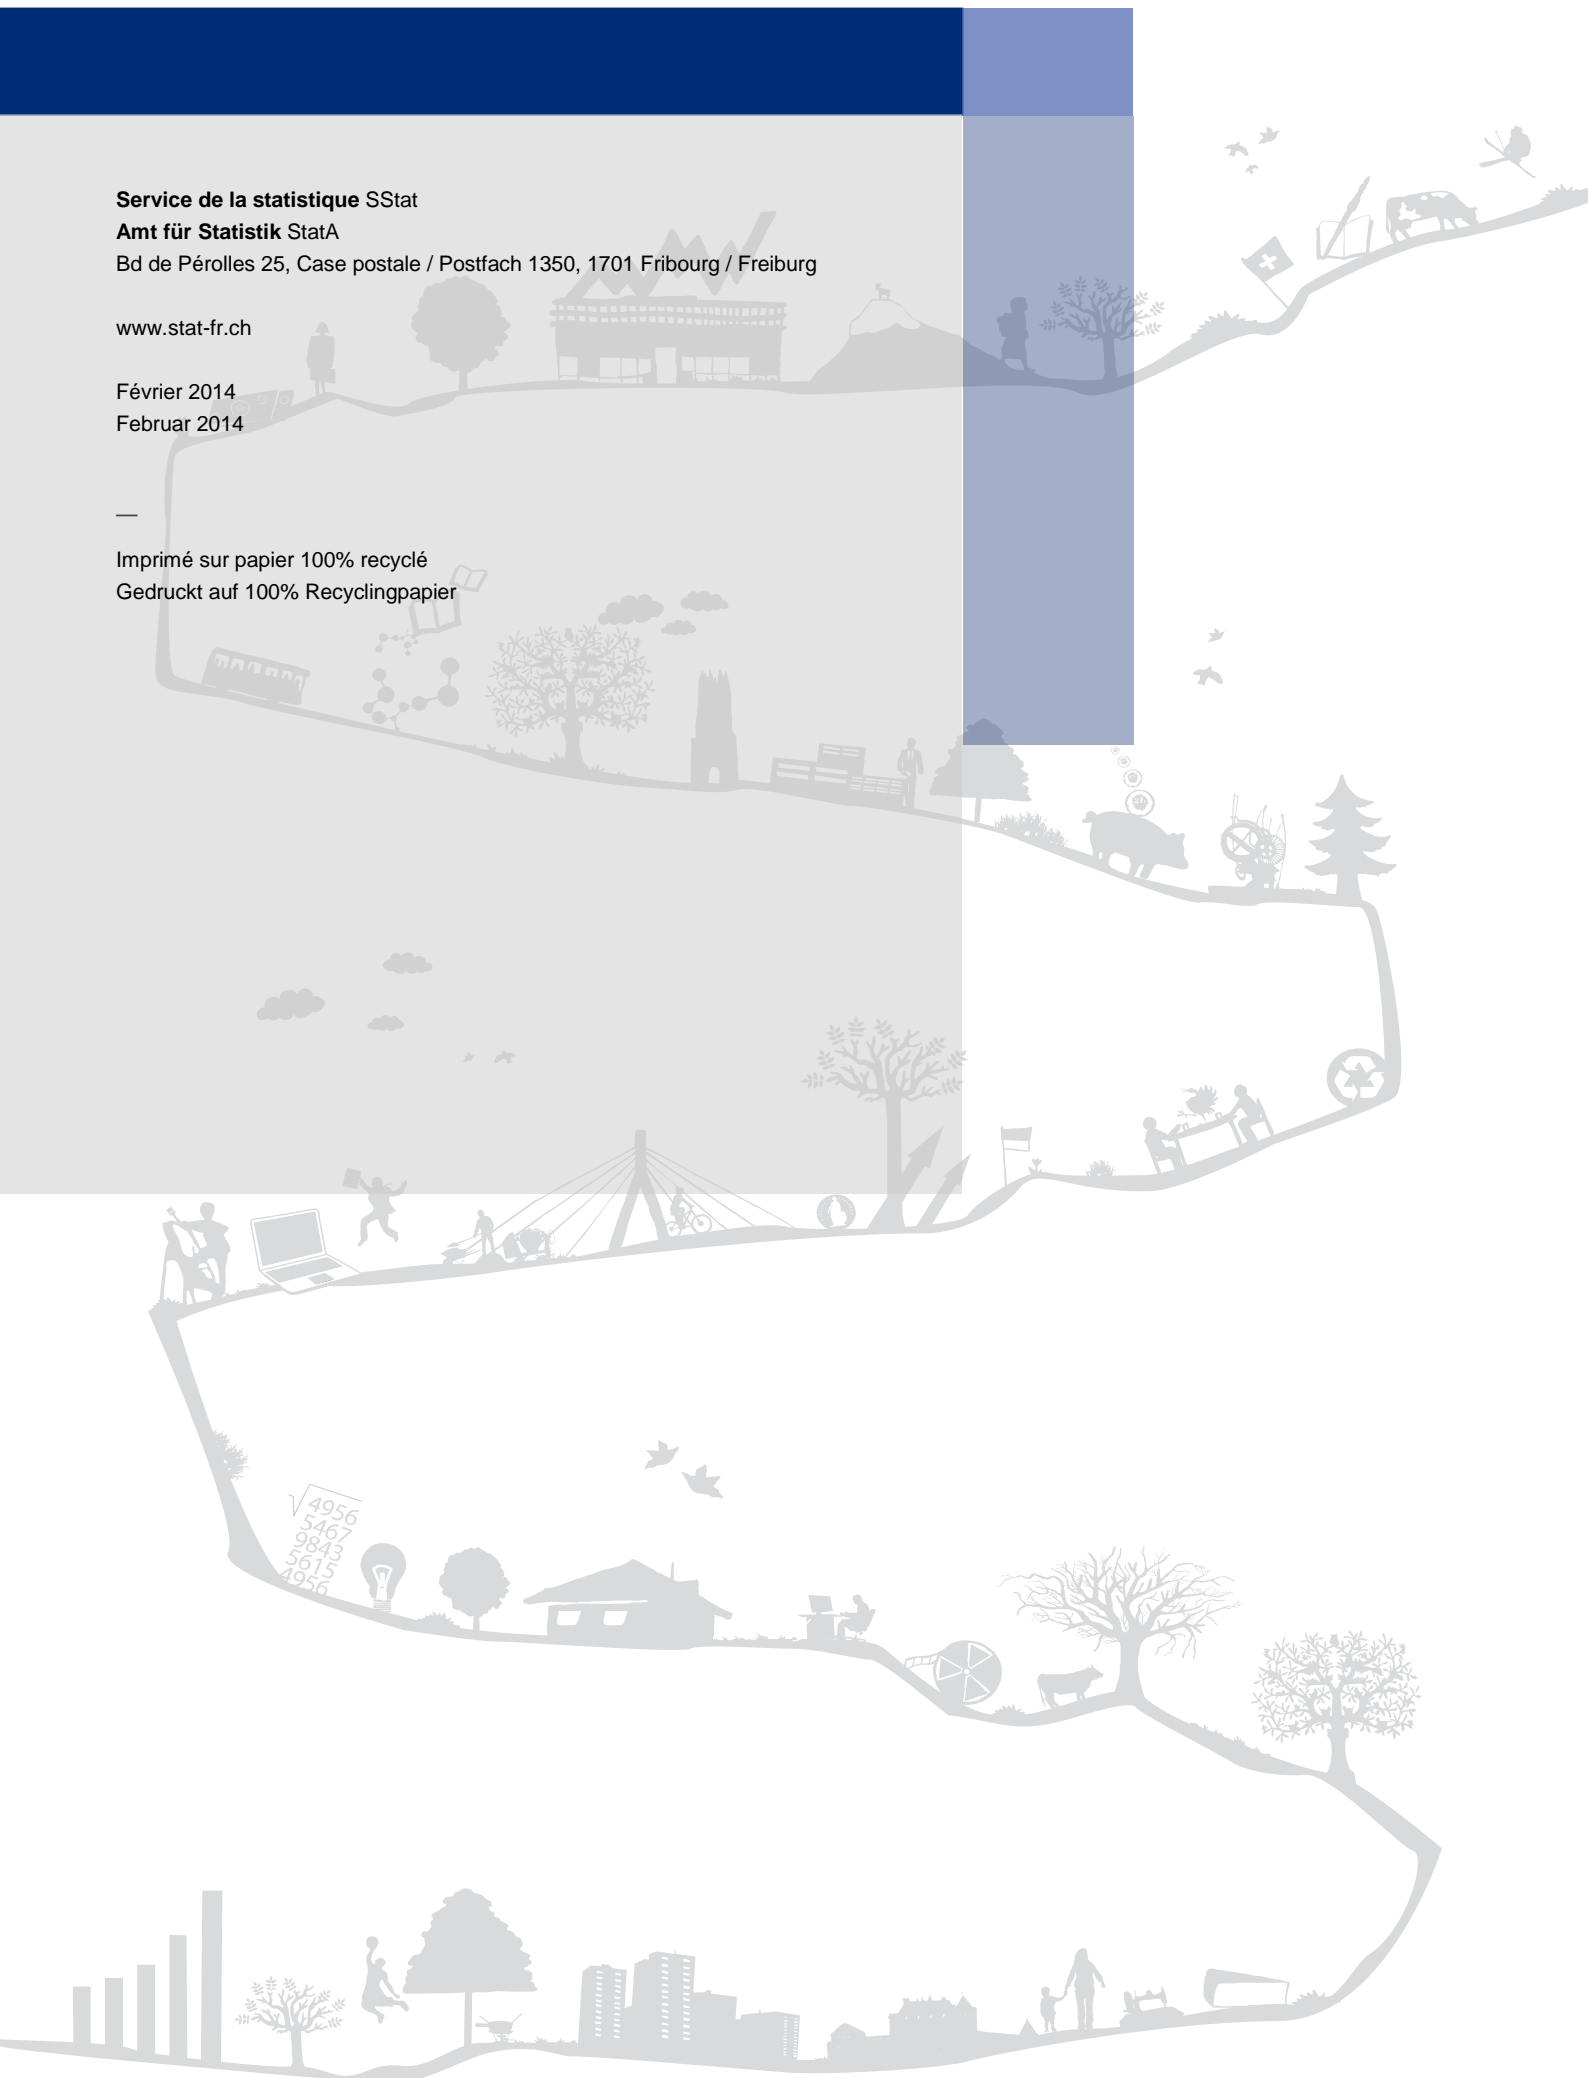 Service de la statistique SStat
Amt für Statistik StatA
Bd de Pérolles 25, Case postale / Postfach 1350, 1701 Fribourg / Freiburg
www.stat-fr.ch
Février 2014
Februar 2014
—
Imprimé sur papier 100% recyclé
Gedruckt auf 100% Recyclingpapier
4956
5467
9843
5615
4956